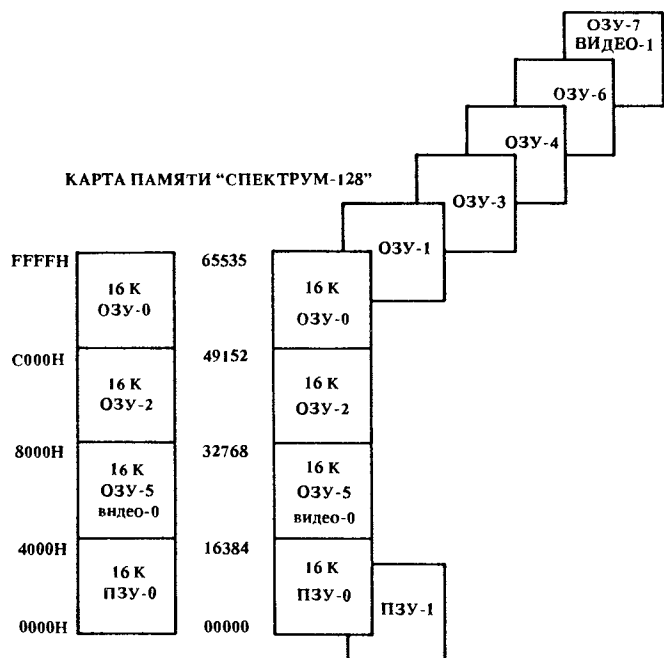 ОЗУ-7
ВИДЕО-1
ОЗУ-6
ОЗУ-4
КАРТА ПАМЯТИ "СПЕКТРУМ-128"
ОЗУ-3
ОЗУ-1
FFFFH
65535
16 К
ОЗУ-0
16 К
ОЗУ-0
C000H
49152
16 К
ОЗУ-2
16 К
ОЗУ-2
8000H
32768
16 К
ОЗУ-5
видео-0
16 К
ОЗУ-5
видео-0
4000H
16384
16 К
ПЗУ-0
16 К
ПЗУ-0
ПЗУ-1
0000H
00000